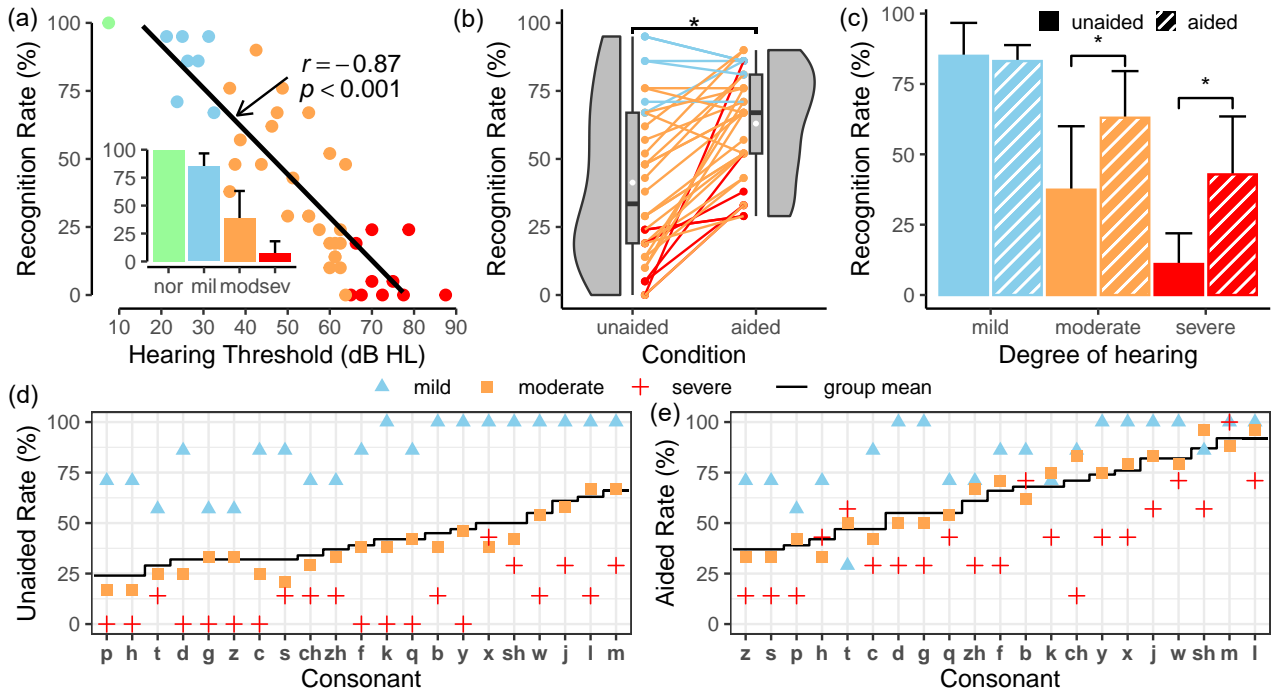 (a)
Recognition Rate (%)
100
75
50
25
0
r = −0.87
p < 0.001
100
75
50
25
0
nor mil mod sev
10 20 30 40 50 60 70 80 90
Hearing Threshold (dB HL)
(b)
Recognition Rate (%)
100
75
50
25
0
*
unaided aided
Condition
(c)
Recognition Rate (%)
100
75
50
25
0
unaided aided
*
*
mild moderate severe
Degree of hearing
mild moderate severe group mean
(d)
Unaided Rate (%)
100
75
50
25
0
p h t d g z c s ch zh f k q b y x sh w j l m
Consonant
(e)
Aided Rate (%)
100
75
50
25
0
z s p h t c d g q zh f b k ch y x j w sh m l
Consonant